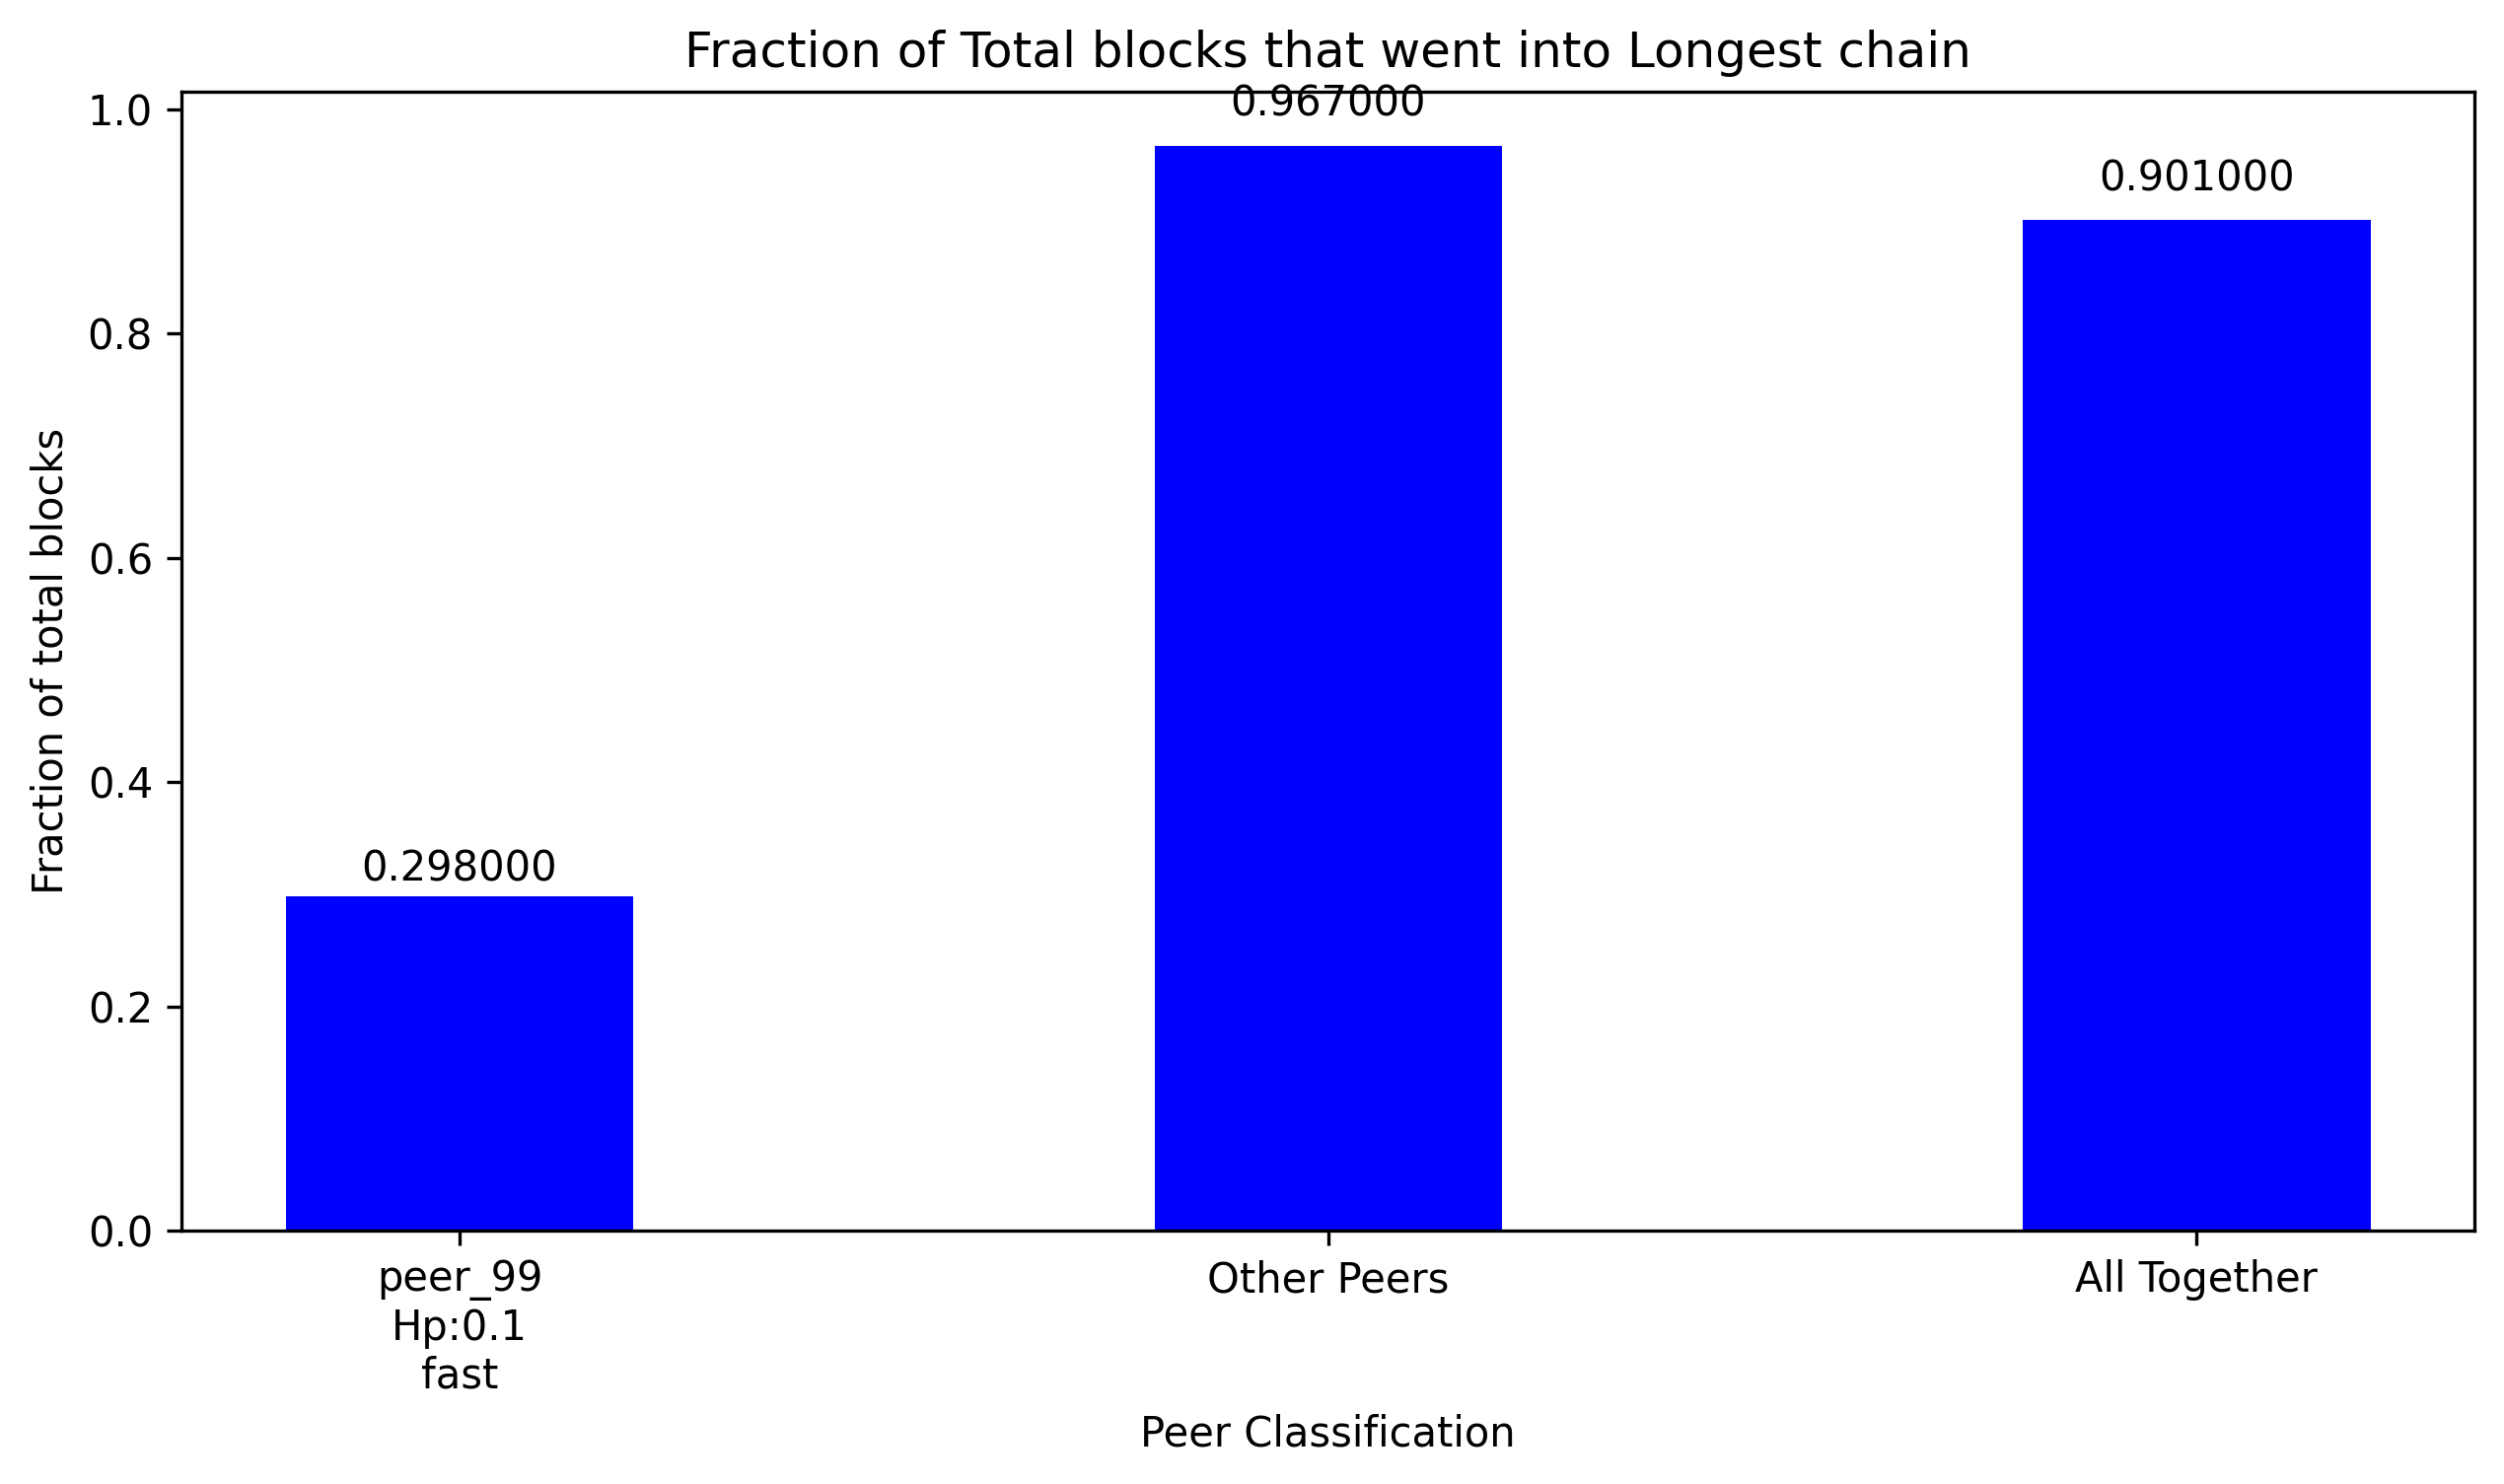 Fraction of Total blocks that went into Longest chain
Fraction of total blocks
1.0
0.8
0.6
0.4
0.2
0.0
0.298000
0.967000
0.901000
peer_99
Hp:0.1
fast
Other Peers
All Together
Peer Classification